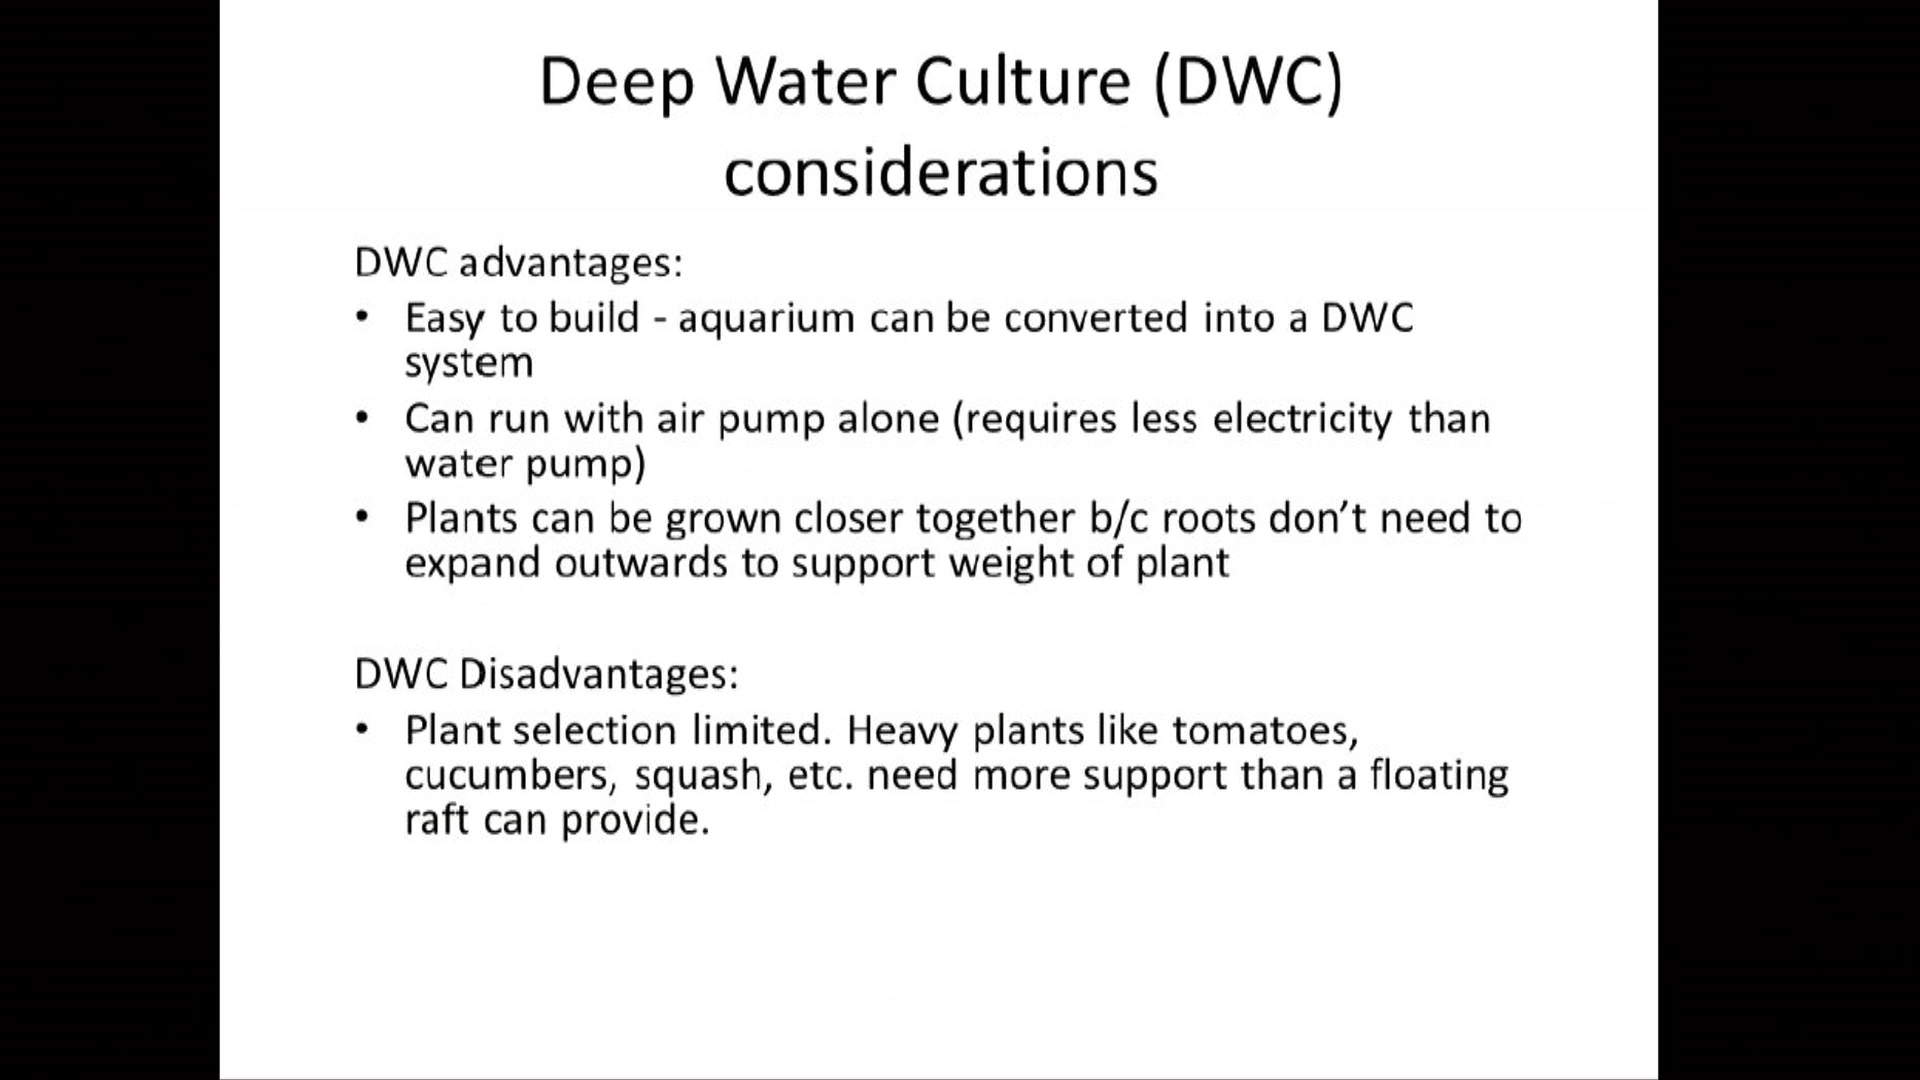 Deep Water Culture (DWC)
considerations
DWC advantages:
• Easy to build - aquarium can be converted into a DWC
system
• Can run with air pump alone (requires less electricity than
water pump)
• Plants can be grown closer together b/c roots don’t need to
expand outwards to support weight of plant
DWC Disadvantages:
• Plant selection limited. Heavy plants like tomatoes,
cucumbers, squash, etc. need more support than a floating
raft can provide.